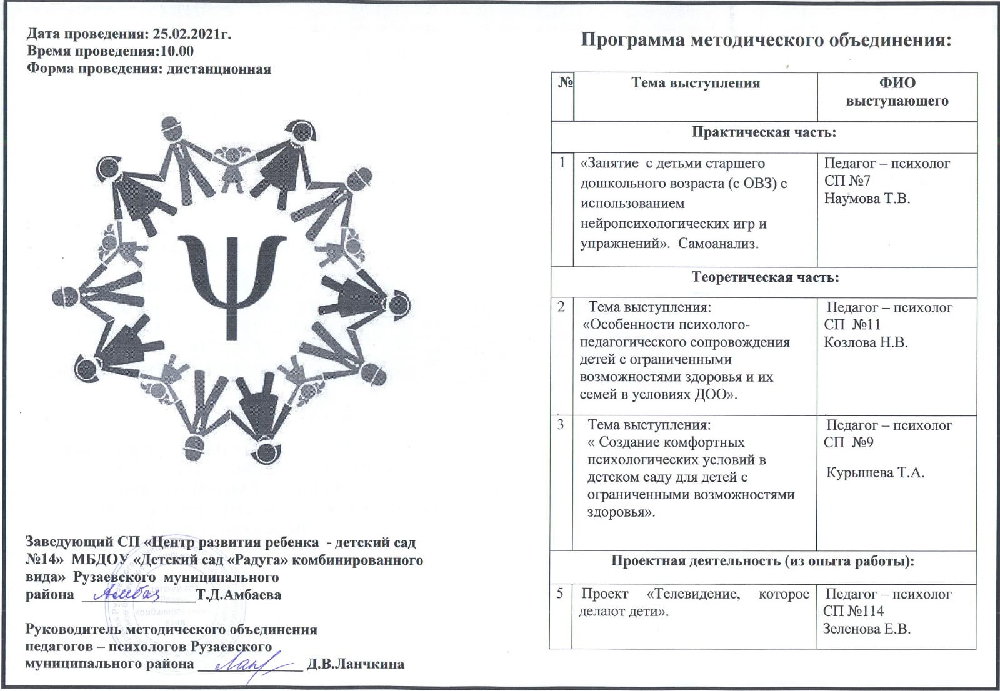 Дата проведения: 25.02.2021г.
Время проведения:10.00
Форма проведения: дистанционная
Ψ
Заведующий СП «Центр развития ребенка - детский сад
№14» МБДОУ «Детский сад «Радуга» комбинированного
вида» Рузаевского муниципального
района _______________Т.Д.Амбаева
Руководитель методического объединения
педагогов – психологов Рузаевского
муниципального района ______________ Д.В.Ланчкина
Программа методического объединения:
№ Тема выступления ФИО
выступающего
Практическая часть:
1 «Занятие с детьми старшего Педагог – психолог
дошкольного возраста (с ОВЗ) с СП №7
использованием Наумова Т.В.
нейропсихологических игр и
упражнений». Самоанализ.
Теоретическая часть:
2 Тема выступления: Педагог – психолог
«Особенности психолого- СП №11
педагогического сопровождения Козлова Н.В.
детей с ограниченными
возможностями здоровья и их
семей в условиях ДОО».
3 Тема выступления: Педагог – психолог
« Создание комфортных СП №9
психологических условий в Курышева Т.А.
детском саду для детей с
ограниченными возможностями
здоровья».
Проектная деятельность (из опыта работы):
5 Проект «Телевидение, которое Педагог – психолог
делают дети». СП №114
Зеленова Е.В.